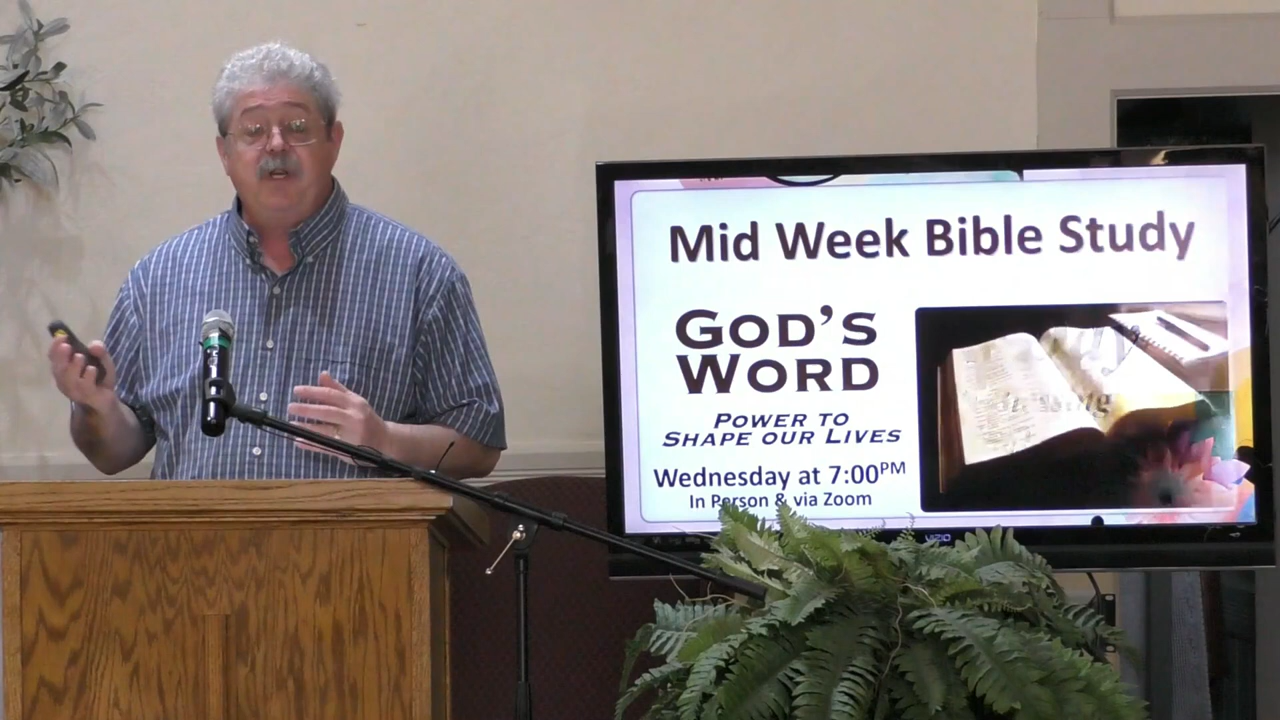 Mid Week Bible Study
GOD'S
WORD
POWER TO
SHAPE OUR LIVES
Wednesday at 7:00PM
In Person & via Zoom
VIZIO